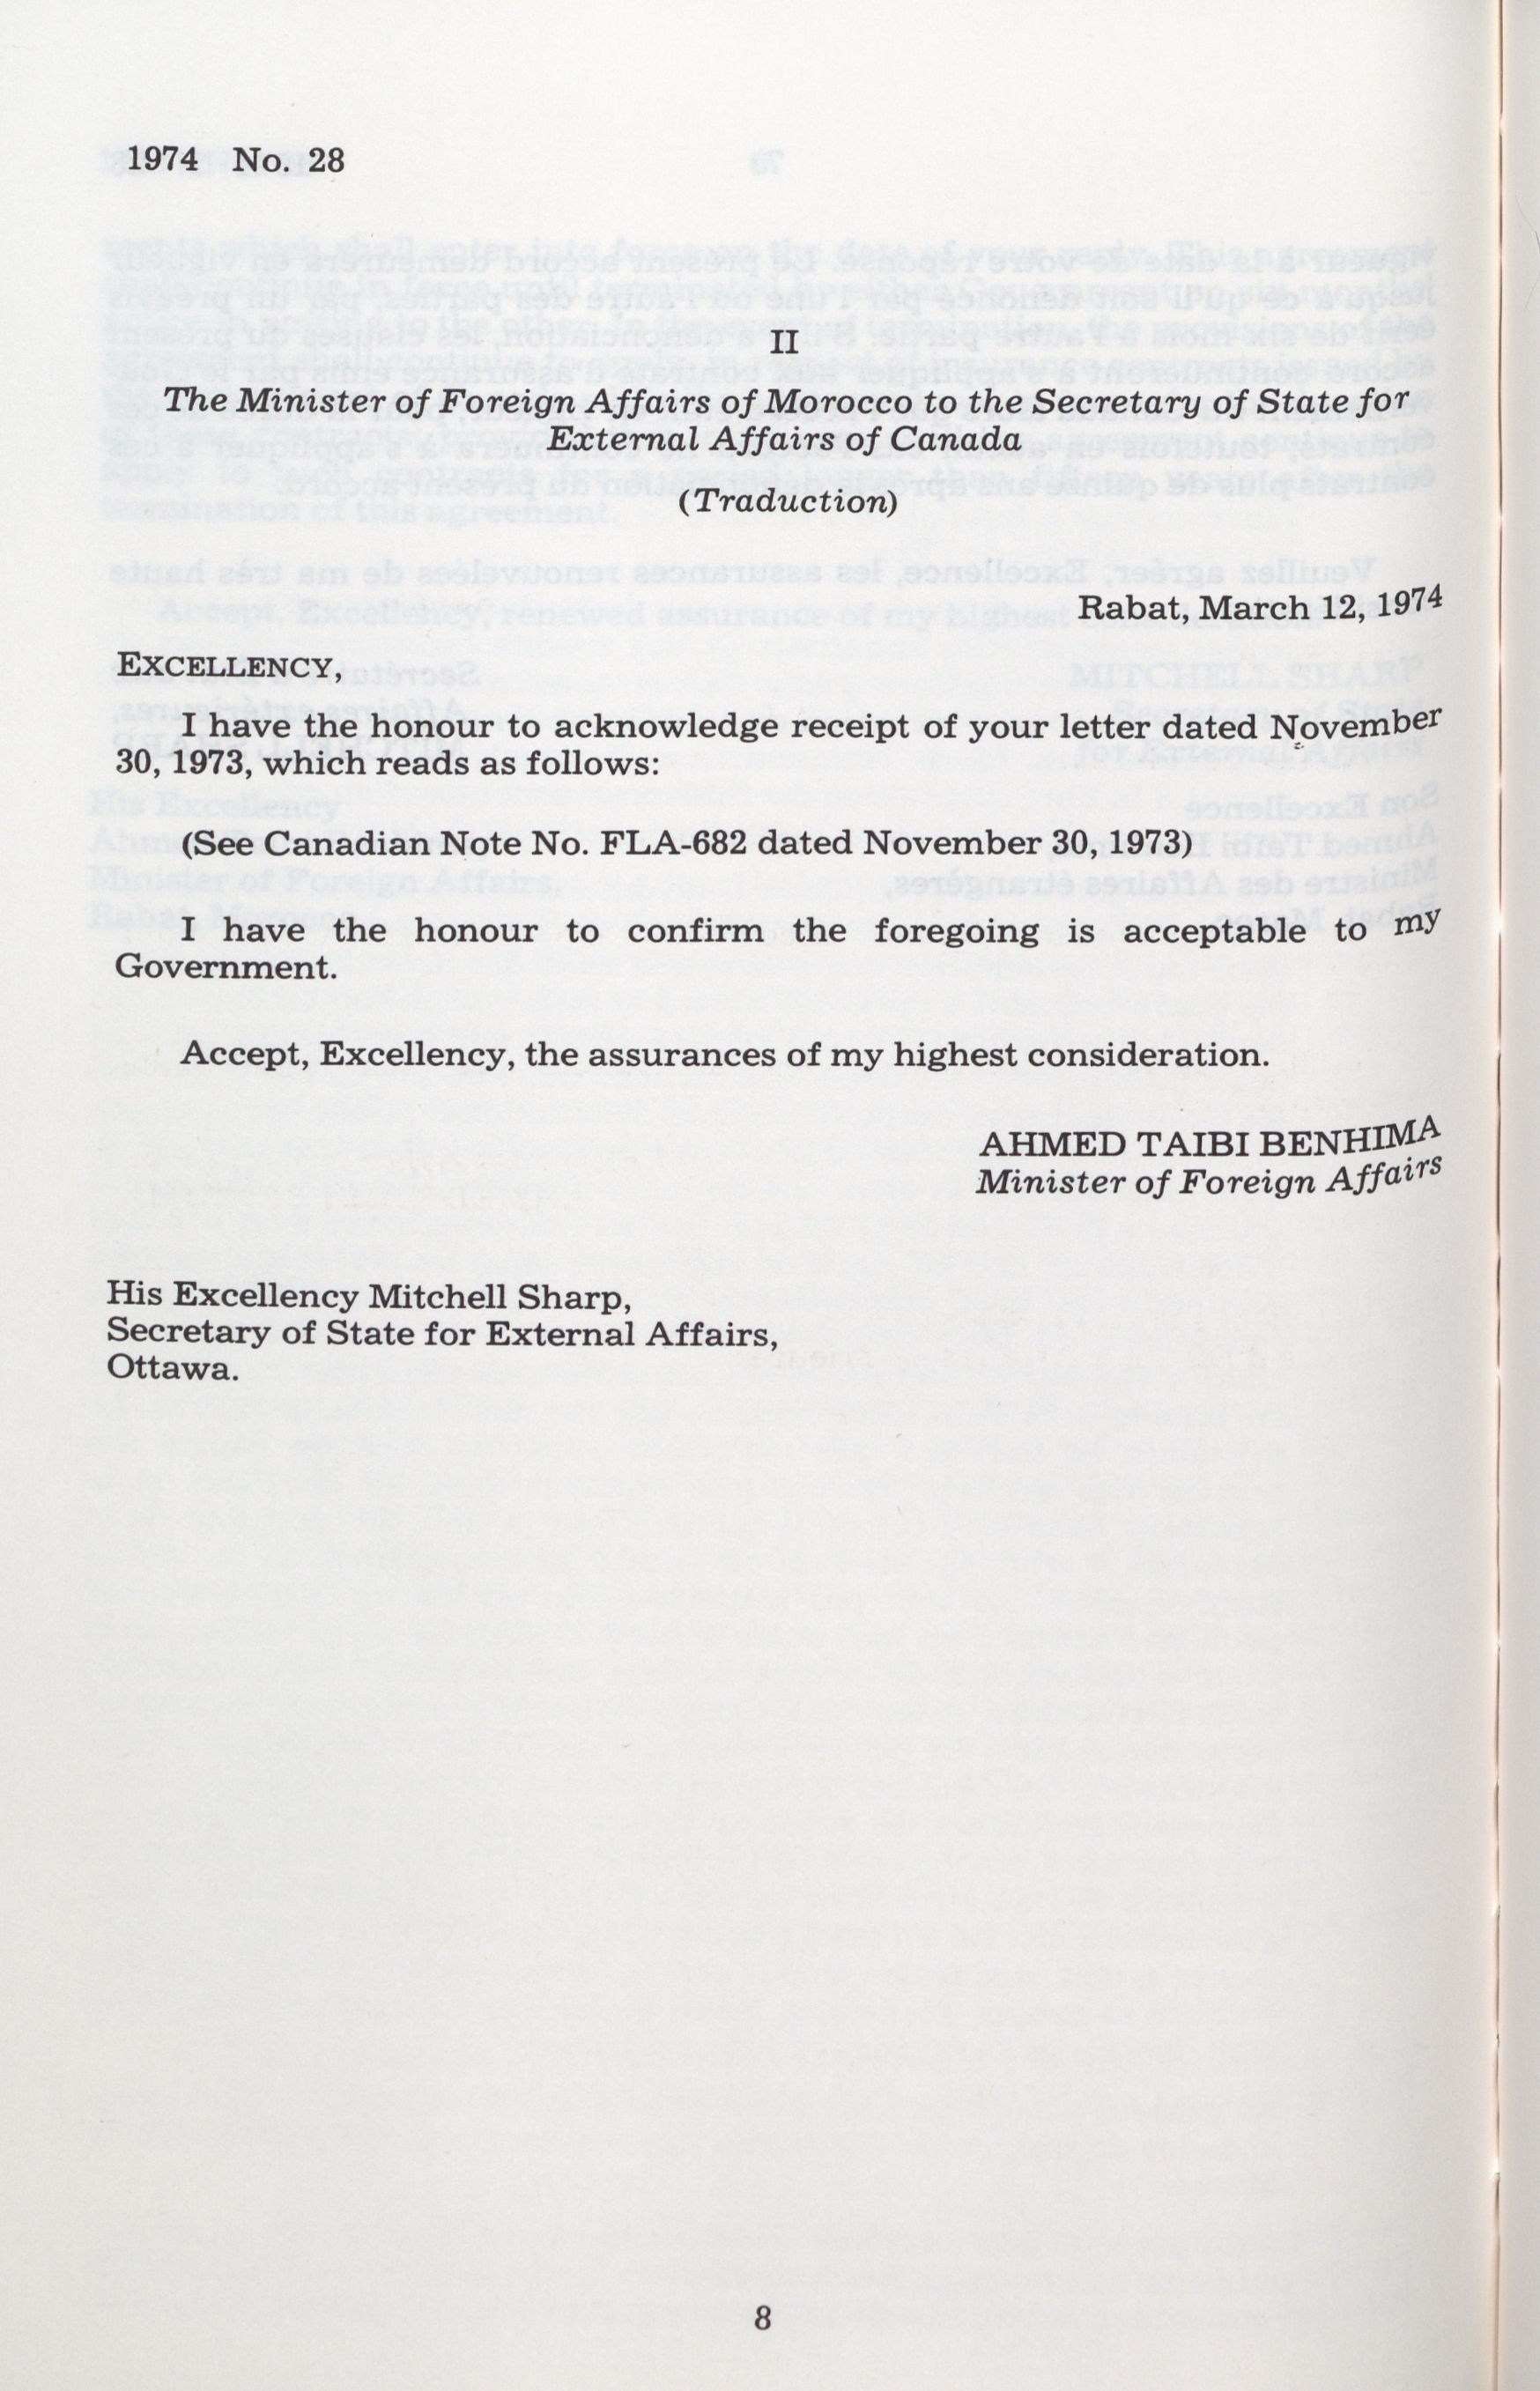 1974 No. 28
II
The Minister of Foreign Affairs of Morocco to the Secretary of State for
External Affairs of Canada
(Traduction)
Rabat, March 12, 1974
EXCELLENCY,
I have the honour to acknowledge receipt of your letter dated November
30, 1973, which reads as follows:
(See Canadian Note No. FLA-682 dated November 30, 1973)
I have the honour to confirm the foregoing is acceptable to my
Government.
Accept, Excellency, the assurances of my highest consideration.
AHMED TAIBI BENHIMA
Minister of Foreign Affairs
His Excellency Mitchell Sharp,
Secretary of State for External Affairs,
Ottawa.
8